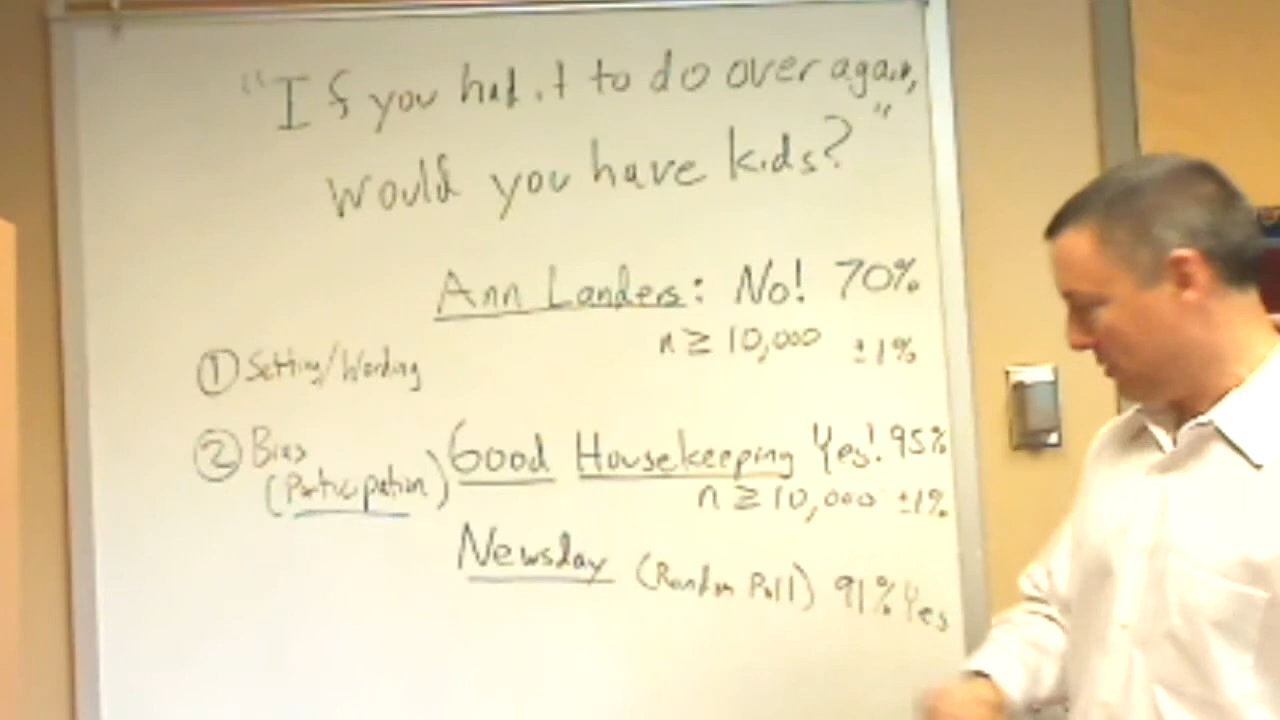 "If you had it to do over again,
would you have kids?"
Ann Landers: No! 70%
n ≥ 10,000 ±1%
① Setting/Wording
② Bias
(Participation)
Good Housekeeping Yes! 95%
n ≥ 10,000 ±1%
Newsday (Random Poll) 91% Yes